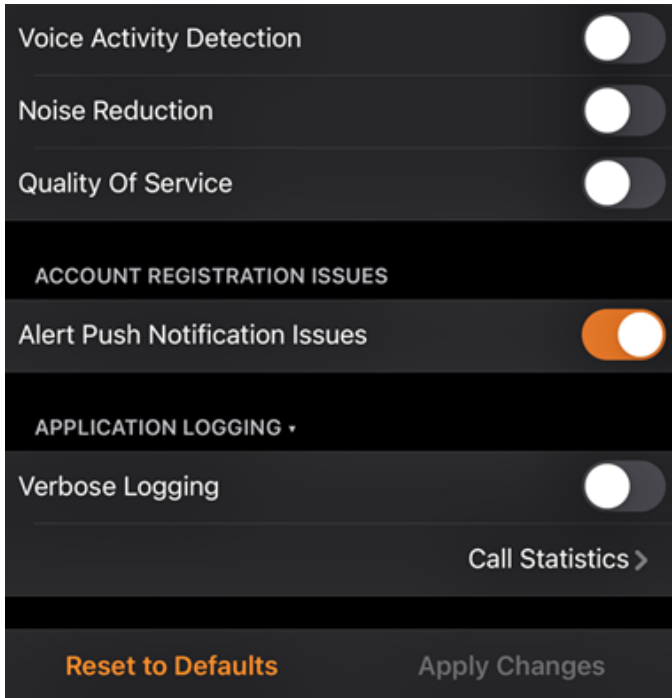 Voice Activity Detection
Noise Reduction
Quality Of Service
ACCOUNT REGISTRATION ISSUES
Alert Push Notification Issues
APPLICATION LOGGING ▾
Verbose Logging
Call Statistics >
Reset to Defaults Apply Changes